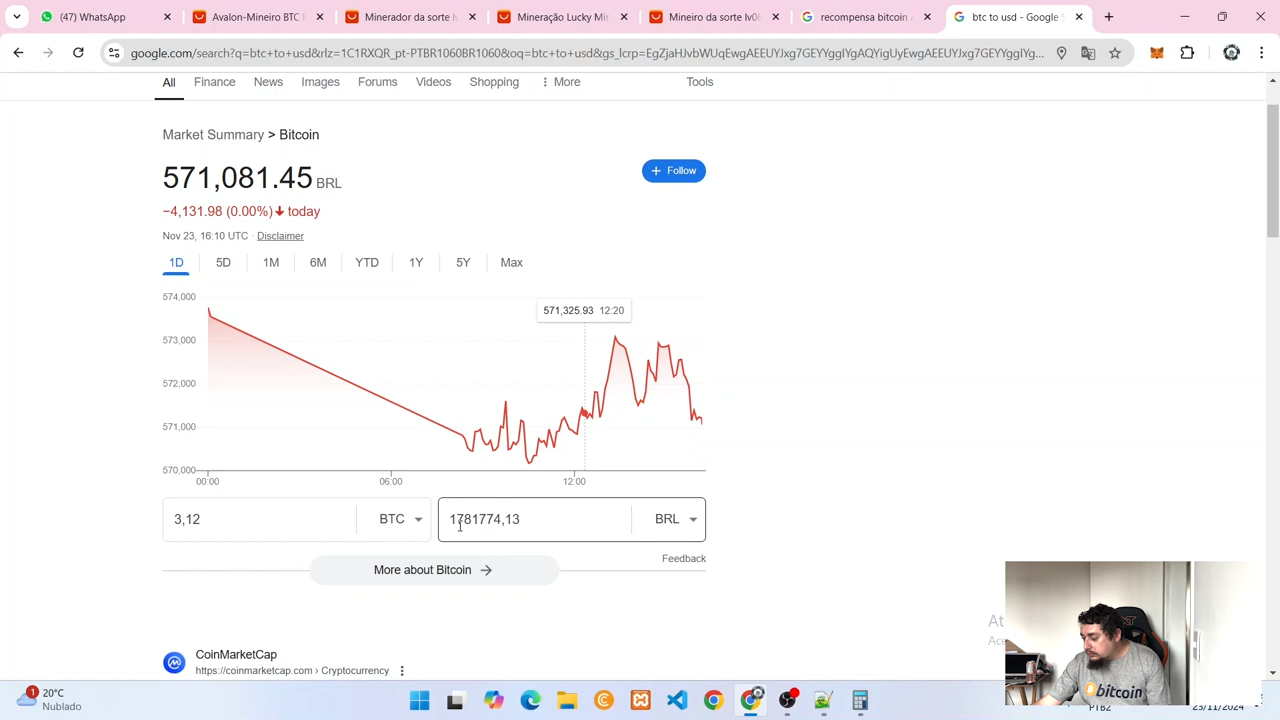 (47) WhatsApp
Avalon-Mineiro BTC
Minerador da sorte lv
Mineração Lucky Mi
Mineiro da sorte lv06
recompensa bitcoin
btc to usd - Google S
google.com/search?q=btc+to+usd&rlz=1C1RXQR_pt-PTBR1060BR1060&oq=btc+to+usd&gs_lcrp=EgZjaHJvbWUqEwgAEEUYJxg7GEYYggIYgAQYigUyEwgAEEUYJxg7GEYYggIY...
All
Finance
News
Images
Forums
Videos
Shopping
More
Tools
Market Summary > Bitcoin
571,081.45 BRL
+ Follow
−4,131.98 (0.00%) today
Nov 23, 16:10 UTC · Disclaimer
1D
5D
1M
6M
YTD
1Y
5Y
Max
574,000
573,000
572,000
571,000
570,000
571,325.93 12:20
00:00
06:00
12:00
3,12
BTC
1781774,13
BRL
Feedback
More about Bitcoin
CoinMarketCap
https://coinmarketcap.com › Cryptocurrency
At
bitcoin
1
20°C
Nublado
PTB2
23/11/2024